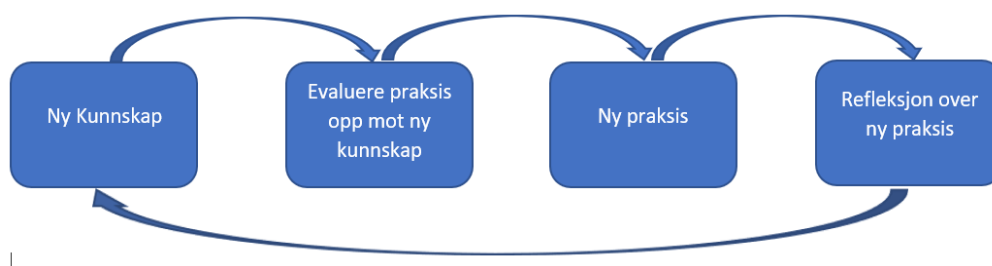 Ny Kunnskap
Evaluere praksis
opp mot ny
kunnskap
Ny praksis
Refleksjon over
ny praksis